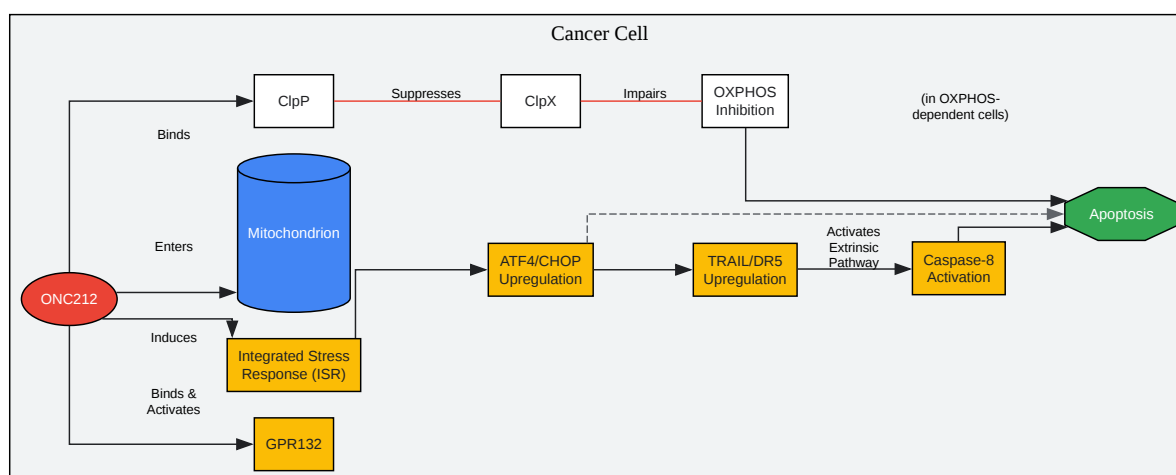 Cancer Cell
ClpP
Suppresses
ClpX
Impairs
OXPHOS
Inhibition
(in OXPHOS-
dependent cells)
Binds
Mitochondrion
Apoptosis
Enters
ATF4/CHOP
Upregulation
TRAIL/DR5
Upregulation
Activates
Extrinsic
Pathway
Caspase-8
Activation
ONC212
Induces
Integrated Stress
Response (ISR)
Binds &
Activates
GPR132